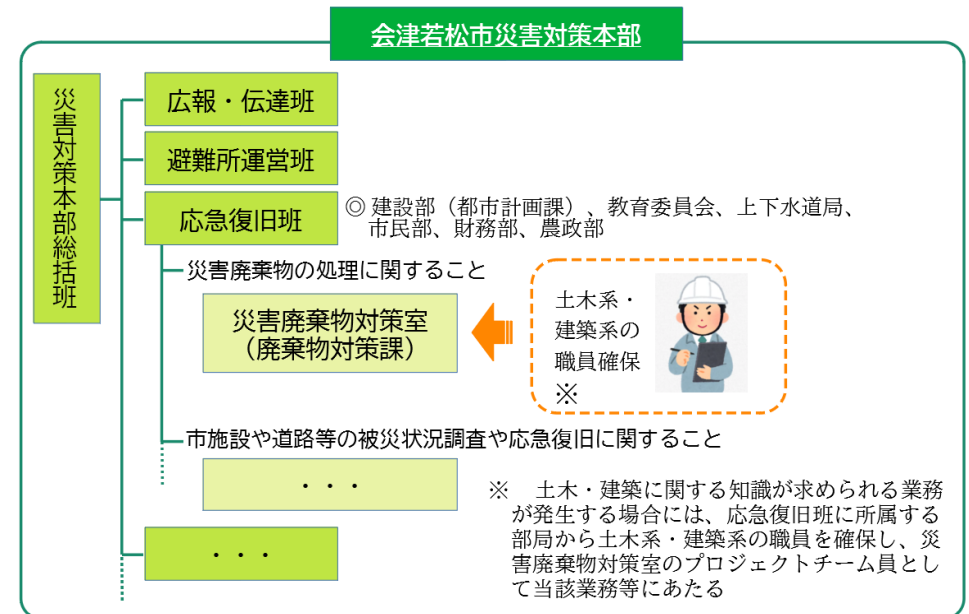 会津若松市災害対策本部
災害対策本部総括班
広報・伝達班
避難所運営班
応急復旧班
◎ 建設部（都市計画課）、教育委員会、上下水道局、
市民部、財務部、農政部
災害廃棄物の処理に関すること
災害廃棄物対策室
（廃棄物対策課）
土木系・
建築系の
職員確保
※
市施設や道路等の被災状況調査や応急復旧に関すること
・・・
※　土木・建築に関する知識が求められる業務
が発生する場合には、応急復旧班に所属する
部局から土木系・建築系の職員を確保し、災
害廃棄物対策室のプロジェクトチーム員とし
て当該業務等にあたる
・・・